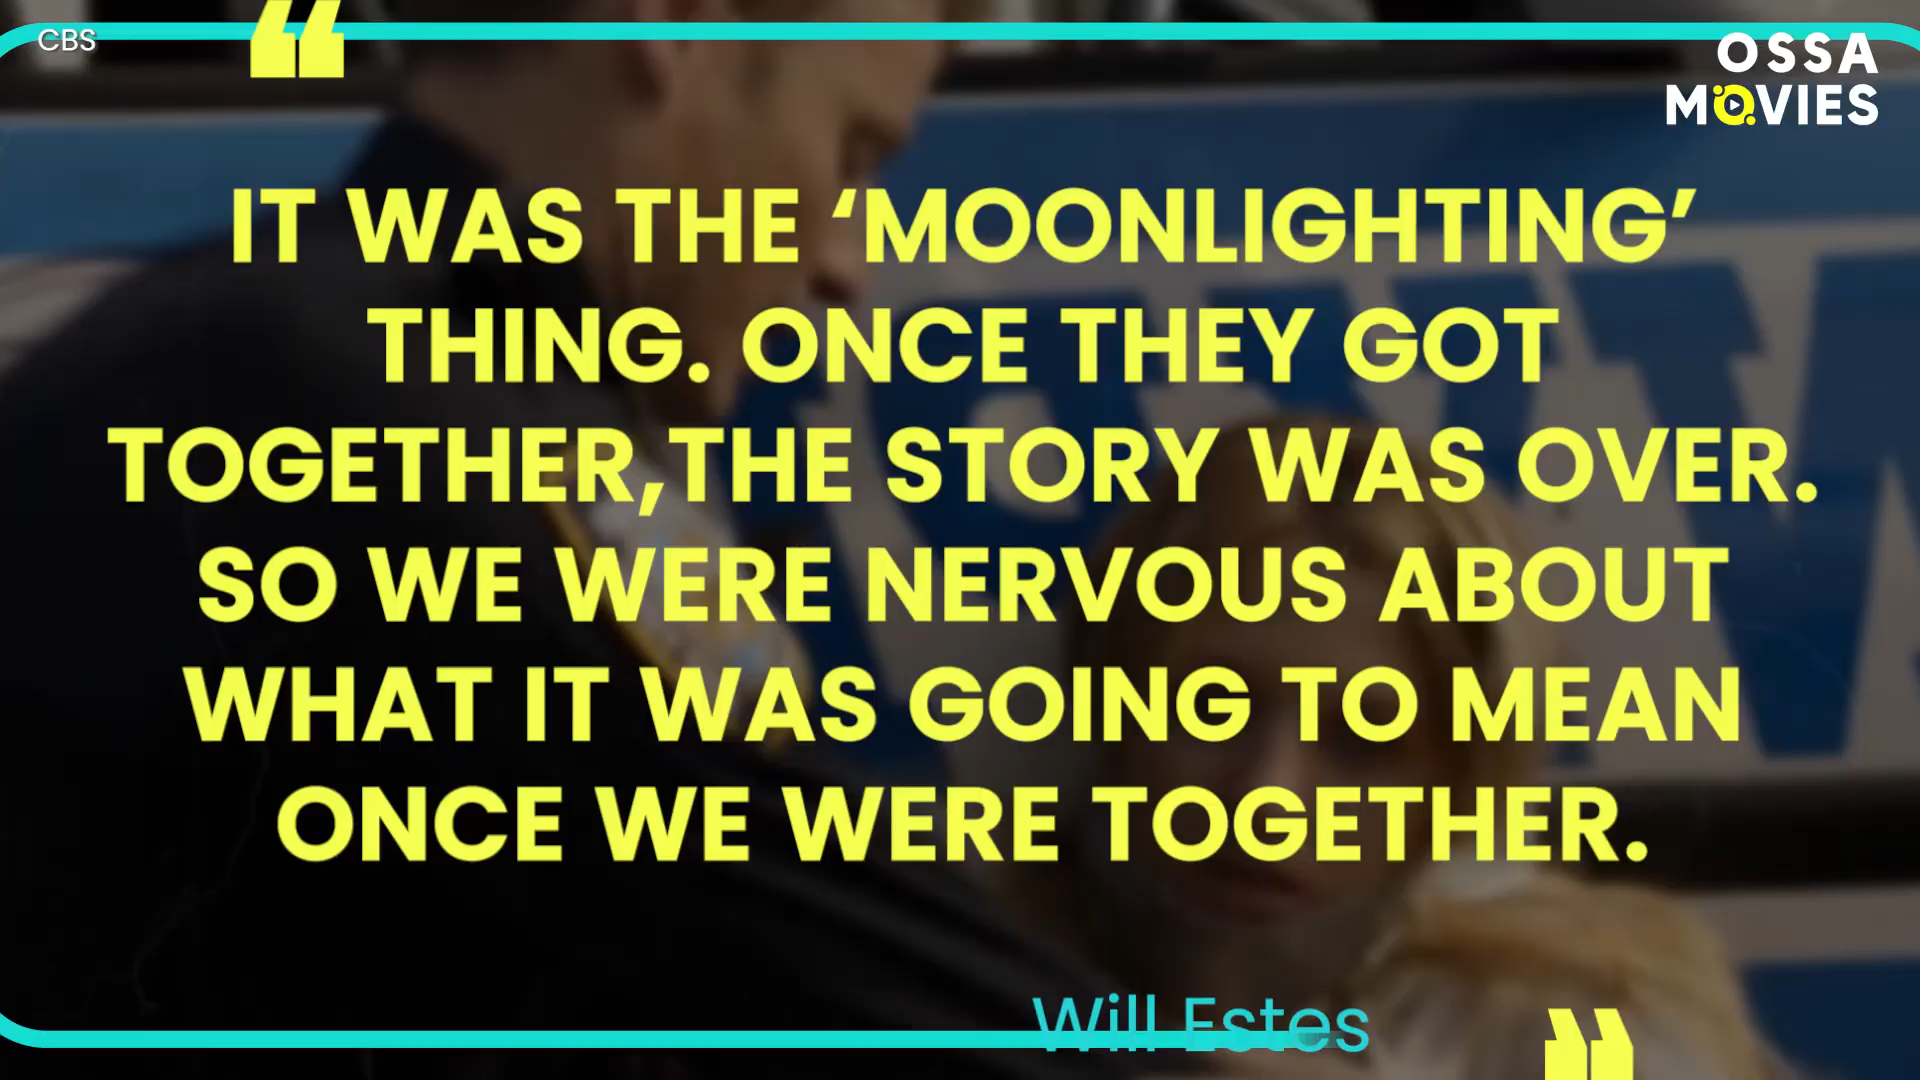 CBS
OSSA
MOVIES
IT WAS THE ‘MOONLIGHTING’
THING. ONCE THEY GOT
TOGETHER,THE STORY WAS OVER.
SO WE WERE NERVOUS ABOUT
WHAT IT WAS GOING TO MEAN
ONCE WE WERE TOGETHER.
Will Estes